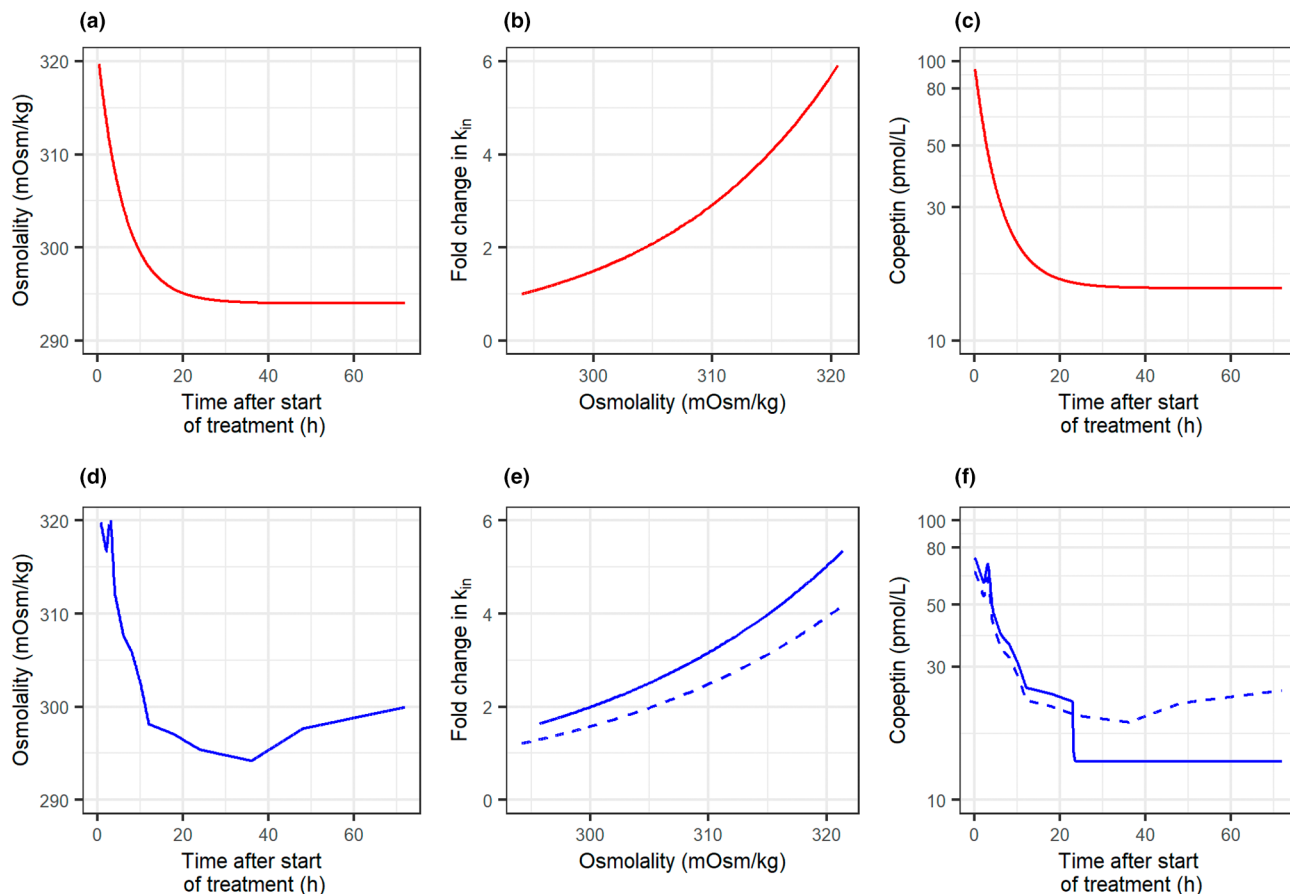 (a)
320
310
300
290
Osmolality (mOsm/kg)
0 20 40 60
Time after start
of treatment (h)
(b)
6
4
2
0
Fold change in kin
300 310 320
Osmolality (mOsm/kg)
(c)
100
80
50
30
10
Copeptin (pmol/L)
0 20 40 60
Time after start
of treatment (h)
(d)
320
310
300
290
Osmolality (mOsm/kg)
0 20 40 60
Time after start
of treatment (h)
(e)
6
4
2
0
Fold change in kin
300 310 320
Osmolality (mOsm/kg)
(f)
100
80
50
30
10
Copeptin (pmol/L)
0 20 40 60
Time after start
of treatment (h)